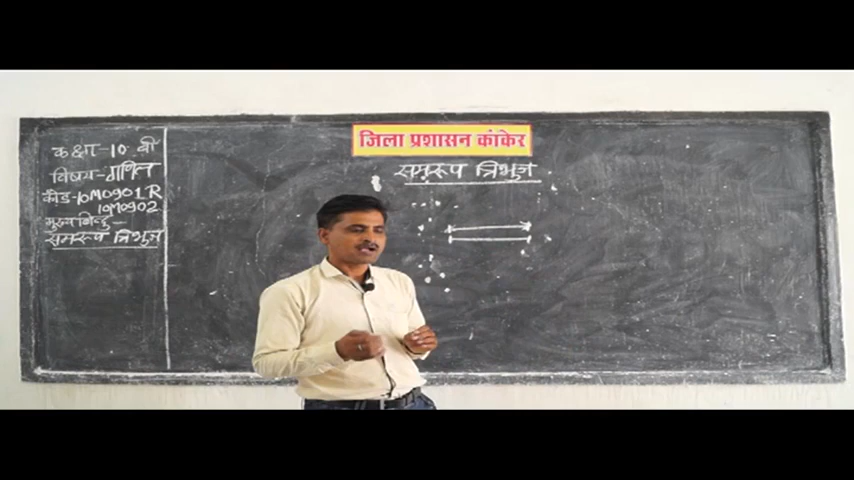 जिला प्रशासन कांकेर
समरूप त्रिभुज
कक्षा-10 वी
विषय-गणित
कोड-10M0901R
10M0902
मुख्य बिन्दु-
समरूप त्रिभुज